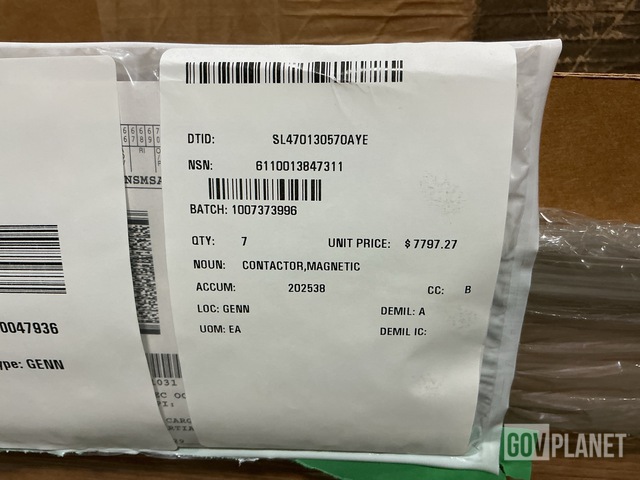 DTID: SL470130570AYE
NSN: 6110013847311
BATCH: 1007373996
QTY: 7 UNIT PRICE: $ 7797.27
NOUN: CONTACTOR,MAGNETIC
ACCUM: 202538 CC: B
LOC: GENN DEMIL: A
UOM: EA DEMIL IC:
0047936
ype: GENN
NSMSA
GOVPLANET